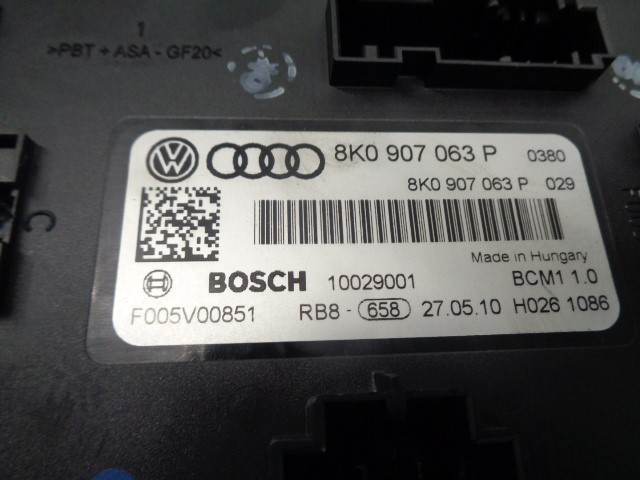 1
>PBT + ASA - GF20<
C
8K0 907 063 P 0380
8K0 907 063 P 029
Made in Hungary
BOSCH 10029001 BCM1 1.0
F005V00851 RB8 - 658 27.05.10 H026 1086